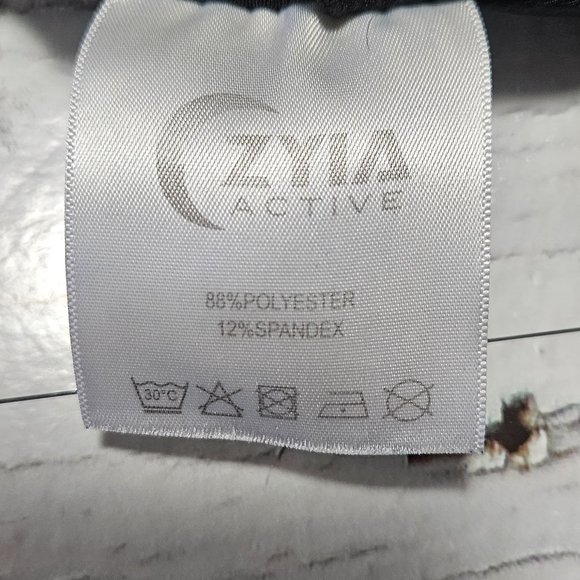 ZYIA
ACTIVE
88%POLYESTER
12%SPANDEX
30°C